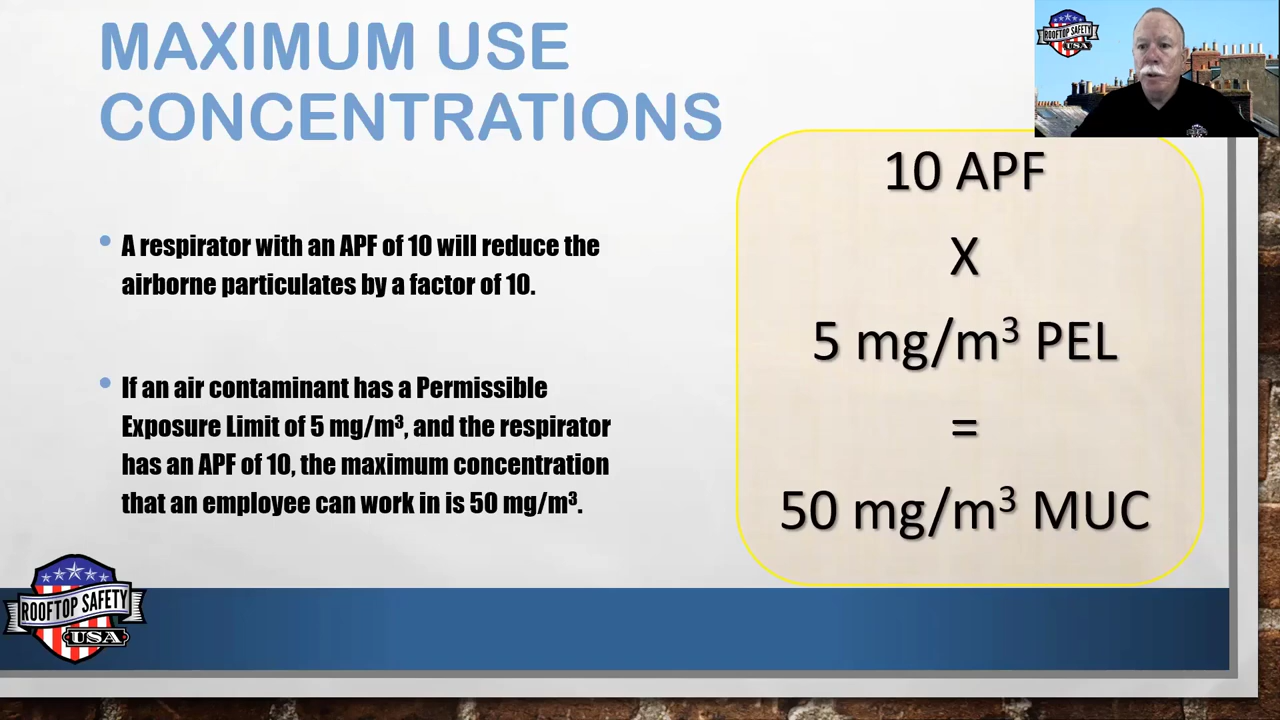 MAXIMUM USE
CONCENTRATIONS
• A respirator with an APF of 10 will reduce the
airborne particulates by a factor of 10.
• If an air contaminant has a Permissible
Exposure Limit of 5 mg/m³, and the respirator
has an APF of 10, the maximum concentration
that an employee can work in is 50 mg/m³.
10 APF
X
5 mg/m³ PEL
=
50 mg/m³ MUC
ROOFTOP SAFETY
USA
ROOFTOP SAFETY
USA